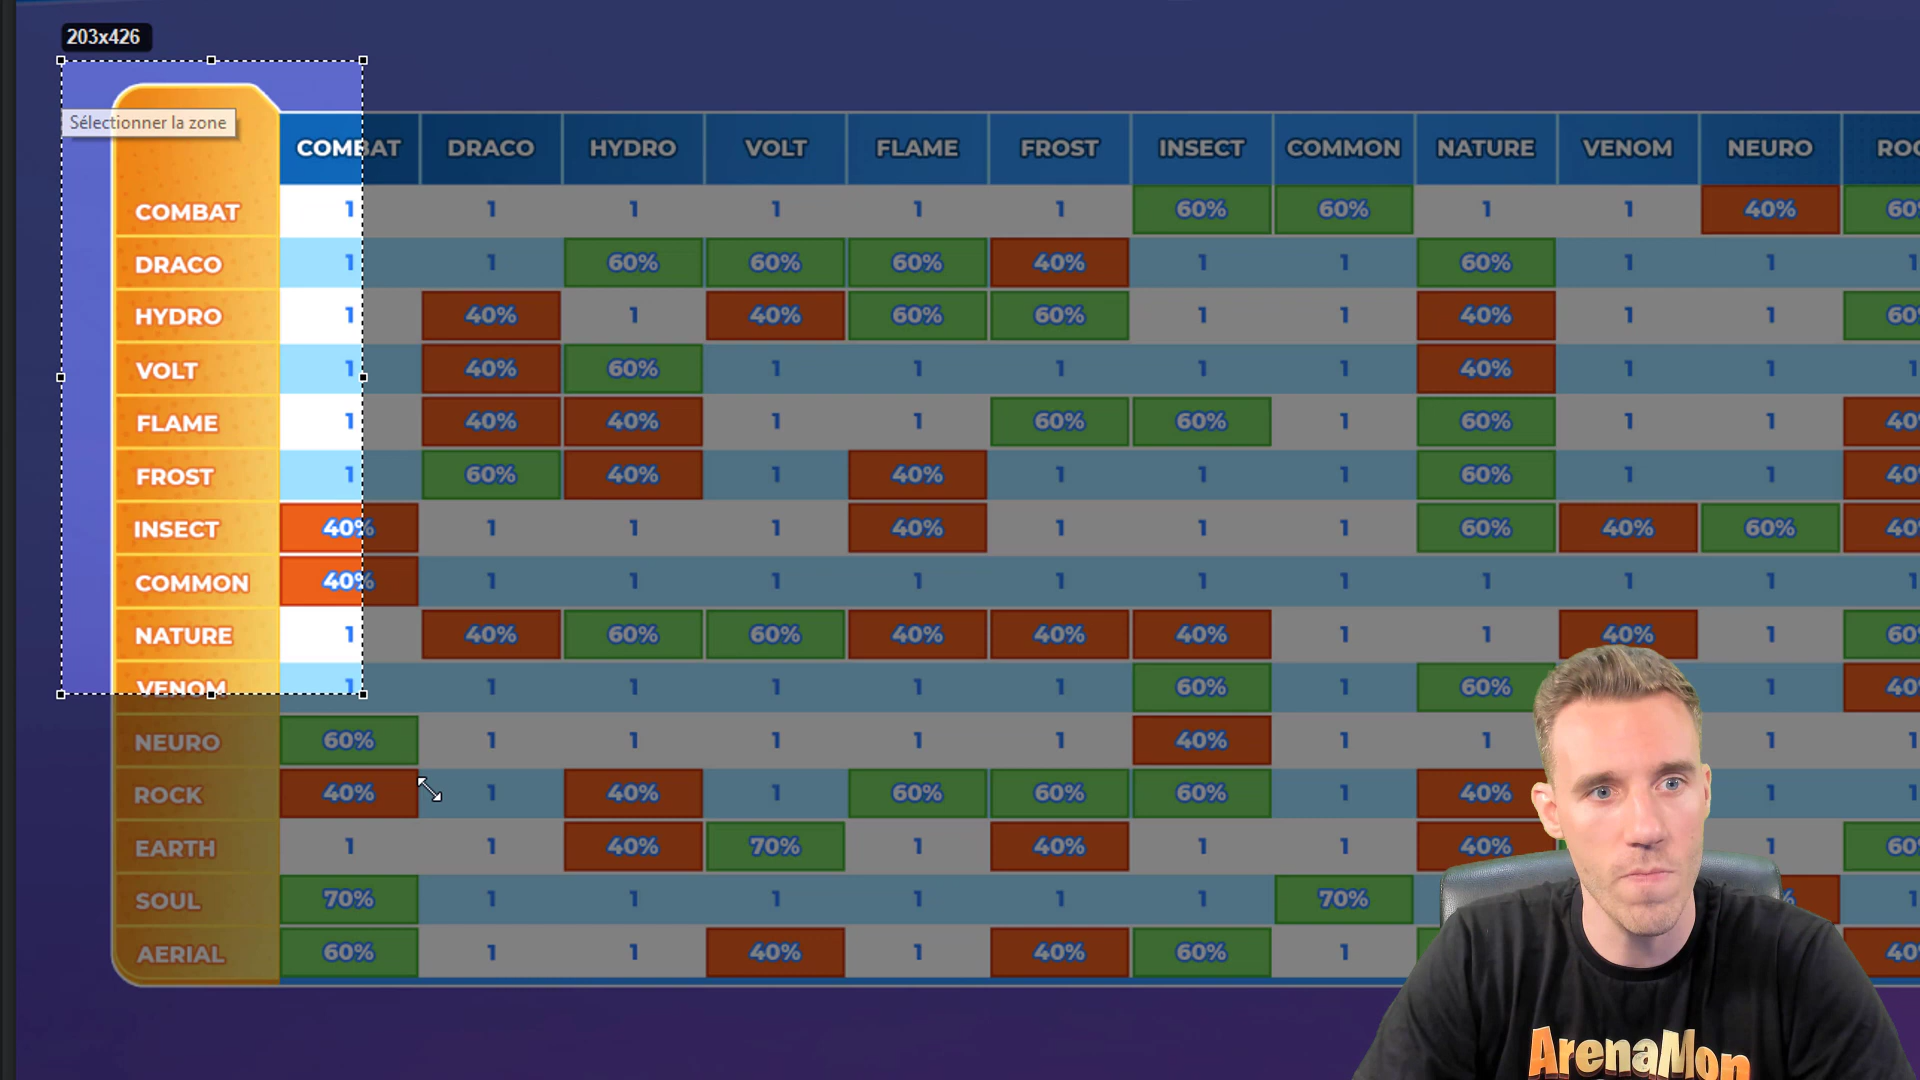 203x426
Sélectionner la zone
COMBAT DRACO HYDRO VOLT FLAME FROST INSECT COMMON NATURE VENOM NEURO
COMBAT 1 1 1 1 1 1 60% 60% 1 1 40%
DRACO 1 1 60% 60% 60% 40% 1 1 60% 1 1 1
HYDRO 1 40% 1 40% 60% 60% 1 1 40% 1 1
VOLT 1 40% 60% 1 1 1 1 1 40% 1 1 1
FLAME 1 40% 40% 1 1 60% 60% 1 60% 1 1
FROST 1 60% 40% 1 40% 1 1 1 60% 1 1
INSECT 40% 1 1 1 40% 1 1 1 60% 40% 60%
COMMON 40% 1 1 1 1 1 1 1 1 1 1 1
NATURE 1 40% 60% 60% 40% 40% 40% 1 1 40% 1
VENOM 1 1 1 1 1 1 60% 1 60% 1
NEURO 60% 1 1 1 1 1 40% 1 1 1 1
ROCK 40% 1 40% 1 60% 60% 60% 1 40% 1 1
EARTH 1 1 40% 70% 1 40% 1 1 40% 1
SOUL 70% 1 1 1 1 1 1 70% 1
AERIAL 60% 1 1 40% 1 40% 60% 1
ArenaMon